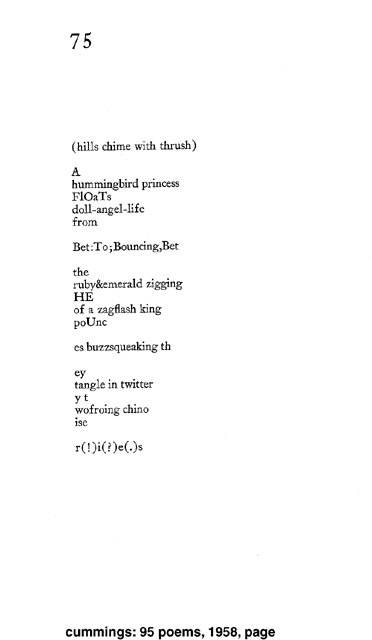 75
(hills chime with thrush)
A
hummingbird princess
FlOaTs
doll-angel-life
from
Bet:To;Bouncing,Bet
the
ruby&emerald zigging
HE
of a zagflash king
poUnc
es buzzsqueaking th
ey
tangle in twitter
y t
wofroing chino
ise
r(!)i(?)e(.)s
cummings: 95 poems, 1958, page